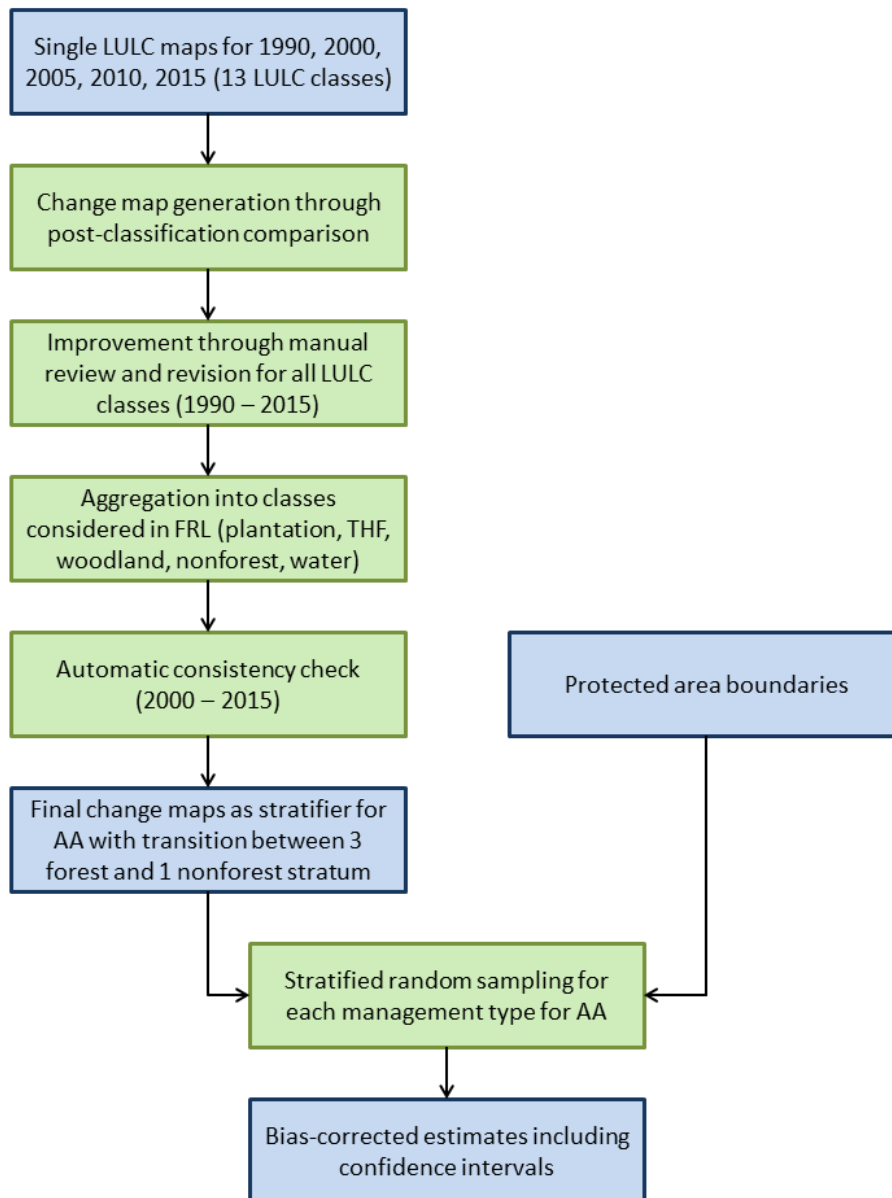 Single LULC maps for 1990, 2000,
2005, 2010, 2015 (13 LULC classes)
Change map generation through
post-classification comparison
Improvement through manual
review and revision for all LULC
classes (1990 – 2015)
Aggregation into classes
considered in FRL (plantation, THF,
woodland, nonforest, water)
Automatic consistency check
(2000 – 2015)
Protected area boundaries
Final change maps as stratifier for
AA with transition between 3
forest and 1 nonforest stratum
Stratified random sampling for
each management type for AA
Bias-corrected estimates including
confidence intervals